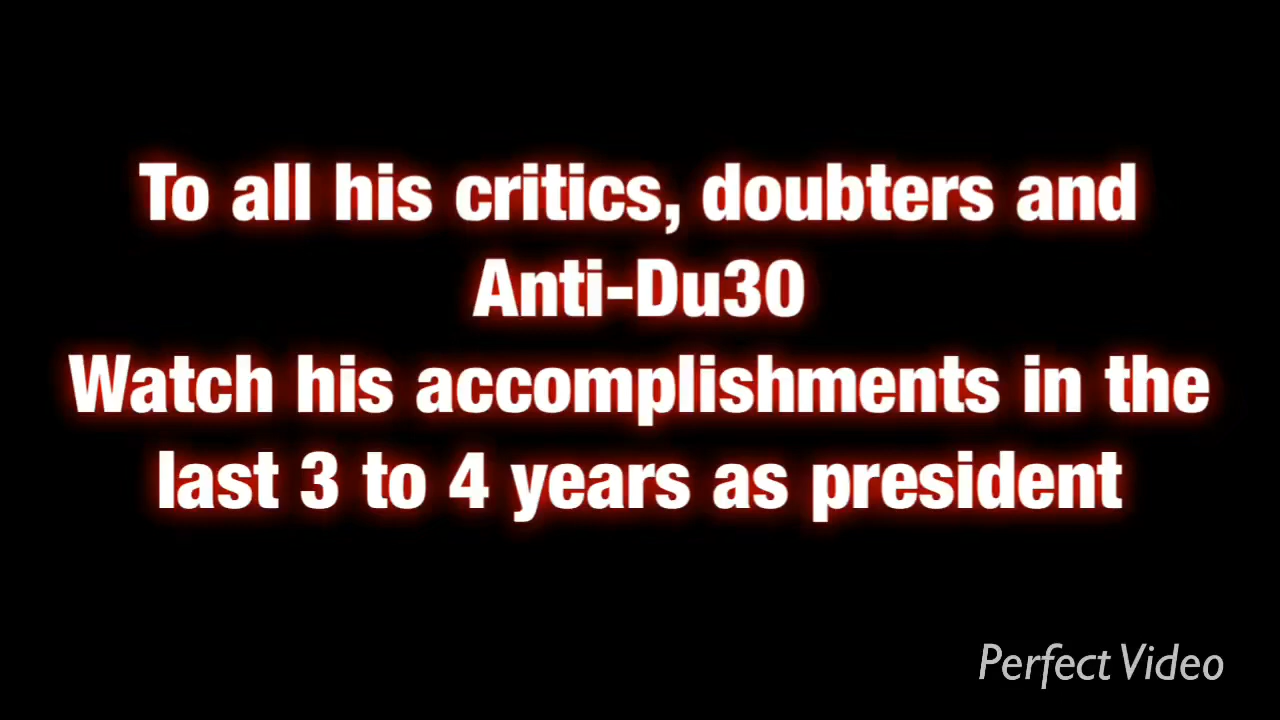 To all his critics, doubters and
Anti-Du30
Watch his accomplishments in the
last 3 to 4 years as president
Perfect Video